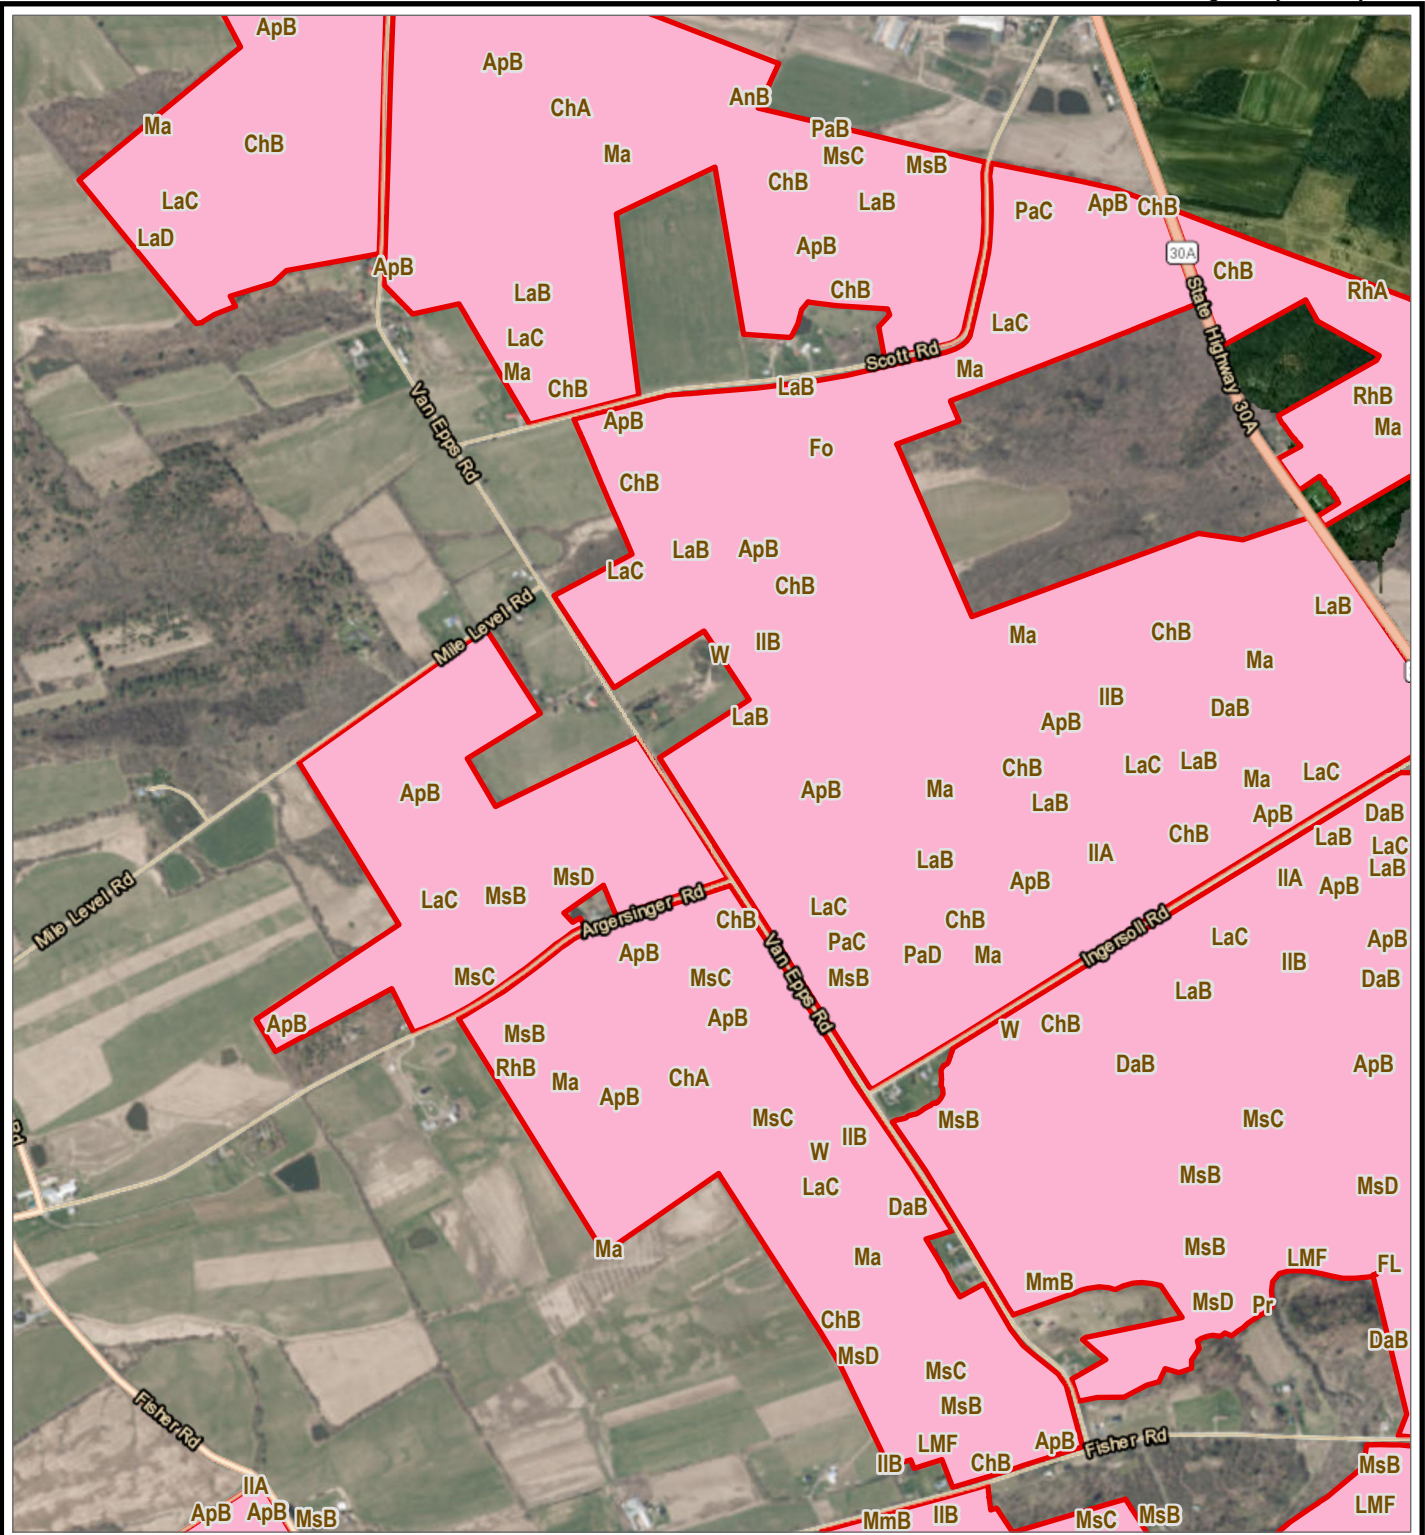 ApB
ApB
AnB
ChA
Ma
PaB
ChB
Ma
MsC
MsB
ChB
LaC
LaB
PaC
ApB
ChB
LaD
ApB
30A
ApB
ChB
LaB
ChB
RhA
LaC
LaC
State Highway 30A
Scott Rd
Ma
Ma
ChB
LaB
RhB
ApB
Ma
Van Epps Rd
Fo
ChB
LaB
ApB
LaC
ChB
Mile Level Rd
LaB
Ma
ChB
IIB
W
Ma
IIB
DaB
LaB
ApB
ChB
LaC
LaB
Ma
LaC
ApB
ApB
Ma
LaB
ApB
DaB
ChB
LaB
IIA
LaC
LaB
LaB
MsD
ApB
IIA
ApB
Mile Level Rd
LaC
MsB
Argersinger Rd
ChB
LaC
ChB
Ingersoll Rd
LaC
ApB
PaC
ApB
PaD
Ma
IIB
MsC
MsC
MsB
DaB
LaB
Van Epps Rd
ApB
ApB
W
ChB
MsB
RhB
Ma
ChA
DaB
ApB
ApB
MsC
MsB
MsC
IIB
W
LaC
MsB
MsD
DaB
Ma
Ma
MsB
LMF
FL
MmB
MsD
Pr
ChB
DaB
MsD
MsC
MsB
Fisher Rd
LMF
ApB
Fisher Rd
IIB
ChB
MsB
IIA
LMF
ApB
ApB
MsB
MmB
IIB
MsC
MsB